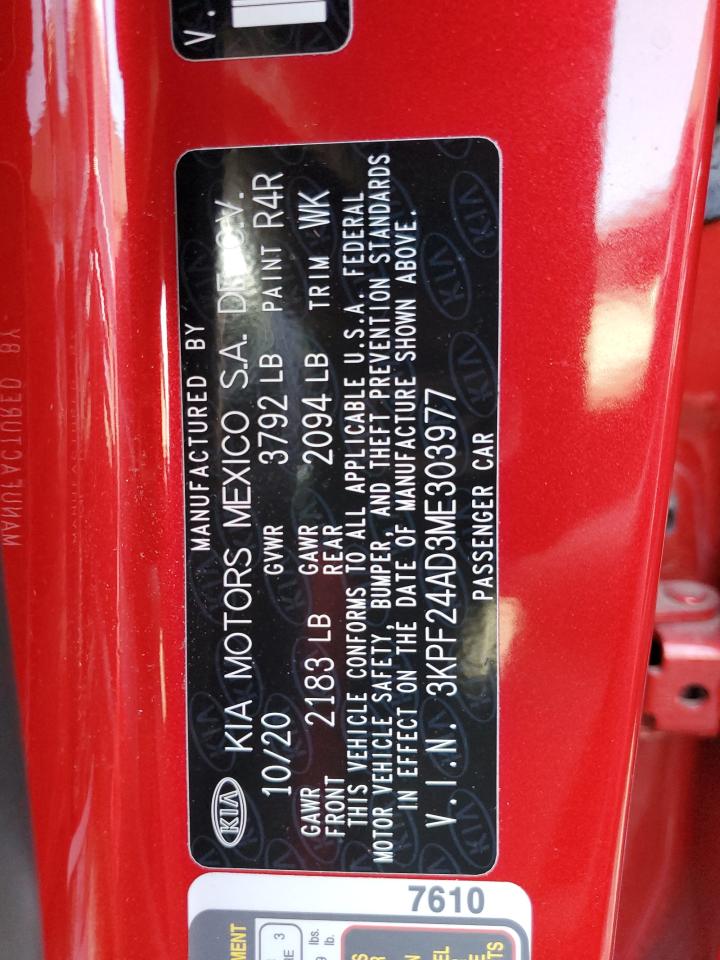 V.
MANUFACTURED BY
KIA KIA MOTORS MEXICO S.A. DE C.V.
10/20 GVWR 3792 LB PAINT R4R
GAWR FRONT 2183 LB GAWR REAR 2094 LB TRIM WK
THIS VEHICLE CONFORMS TO ALL APPLICABLE U.S.A. FEDERAL
MOTOR VEHICLE SAFETY, BUMPER, AND THEFT PREVENTION STANDARDS
IN EFFECT ON THE DATE OF MANUFACTURE SHOWN ABOVE.
V.I.N. 3KPF24AD3ME303977
PASSENGER CAR
7610